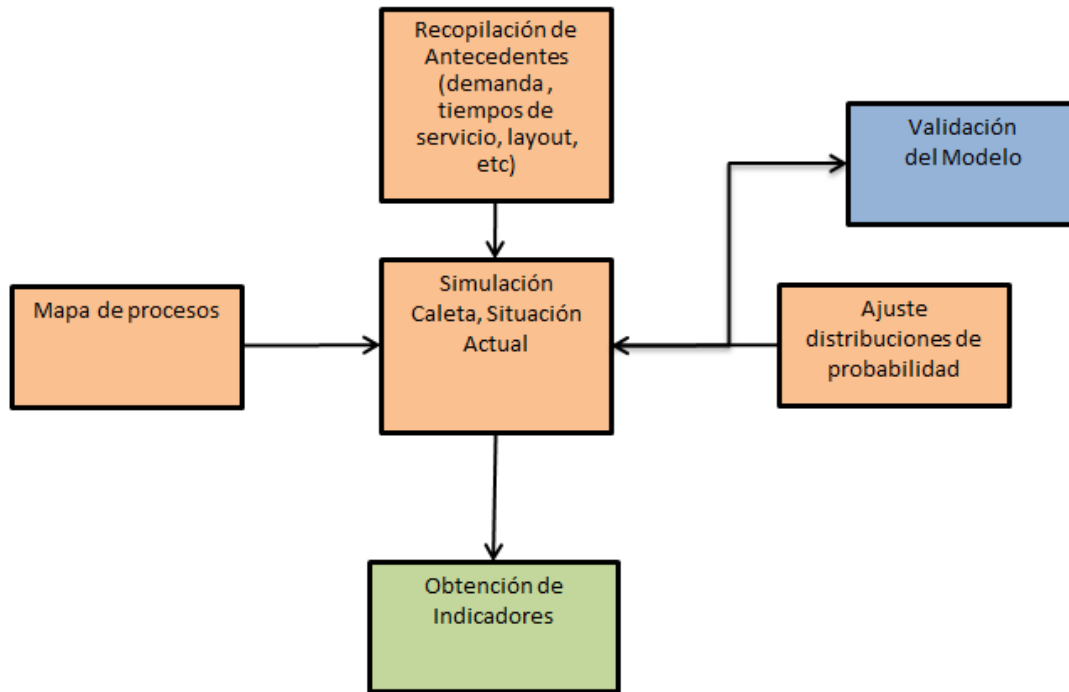 Recopilación de
Antecedentes
(demanda ,
tiempos de
servicio, layout,
etc)
Validación
del Modelo
Mapa de procesos
Simulación
Caleta, Situación
Actual
Ajuste
distribuciones de
probabilidad
Obtención de
Indicadores